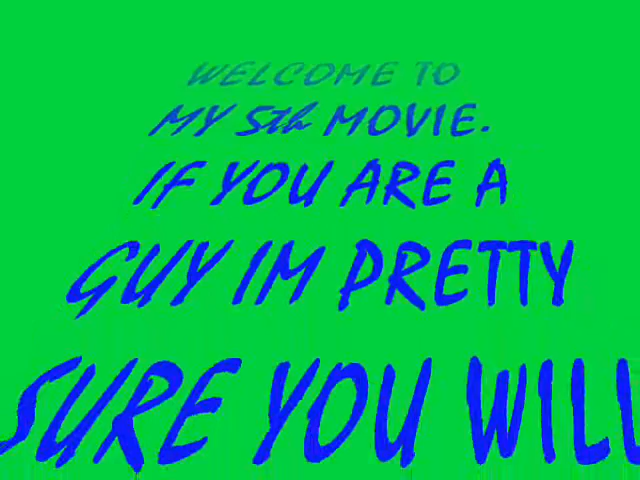 WELCOME TO
MY 5th MOVIE.
IF YOU ARE A
GUY IM PRETTY
SURE YOU WILL